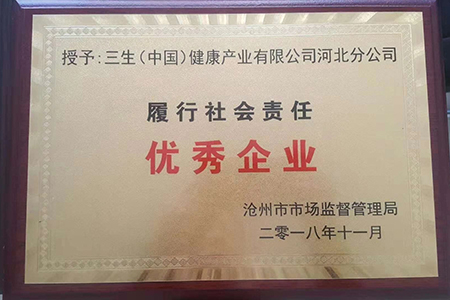 授予:三生(中国)健康产业有限公司河北分公司
履行社会责任
优秀企业
沧州市市场监督管理局
二零一八年十一月